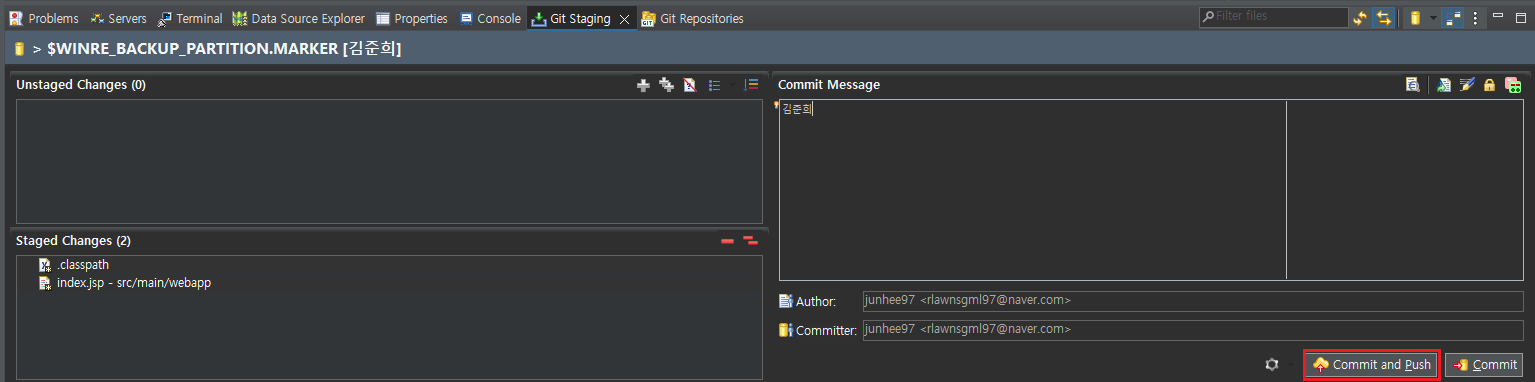 Problems Servers Terminal Data Source Explorer Properties Console Git Staging Git Repositories Filter files
> $WINRE_BACKUP_PARTITION.MARKER [김준희]
Unstaged Changes (0)
Staged Changes (2)
.classpath
index.jsp - src/main/webapp
Commit Message
김준희
Author: junhee97 <rlawnsgml97@naver.com>
Committer: junhee97 <rlawnsgml97@naver.com>
Commit and Push Commit